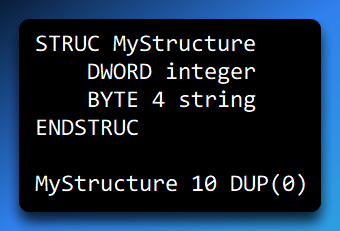 STRUC MyStructure
    DWORD integer
    BYTE 4 string
ENDSTRUC

MyStructure 10 DUP(0)